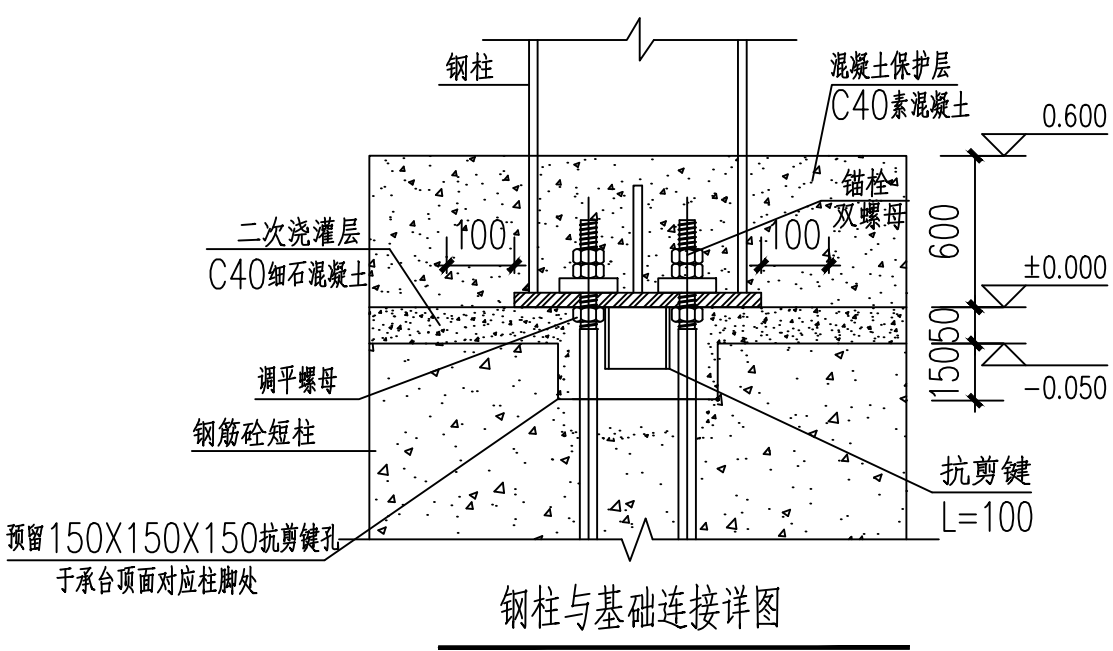 钢柱
混凝土保护层
C40素混凝土
0.600
锚栓
双螺母
二次浇灌层
C40细石混凝土
100
100
600
±0.000
50
150
-0.050
调平螺母
钢筋砼短柱
抗剪键
L=100
预留150X150X150抗剪键孔
于承台顶面对应柱脚处
钢柱与基础连接详图